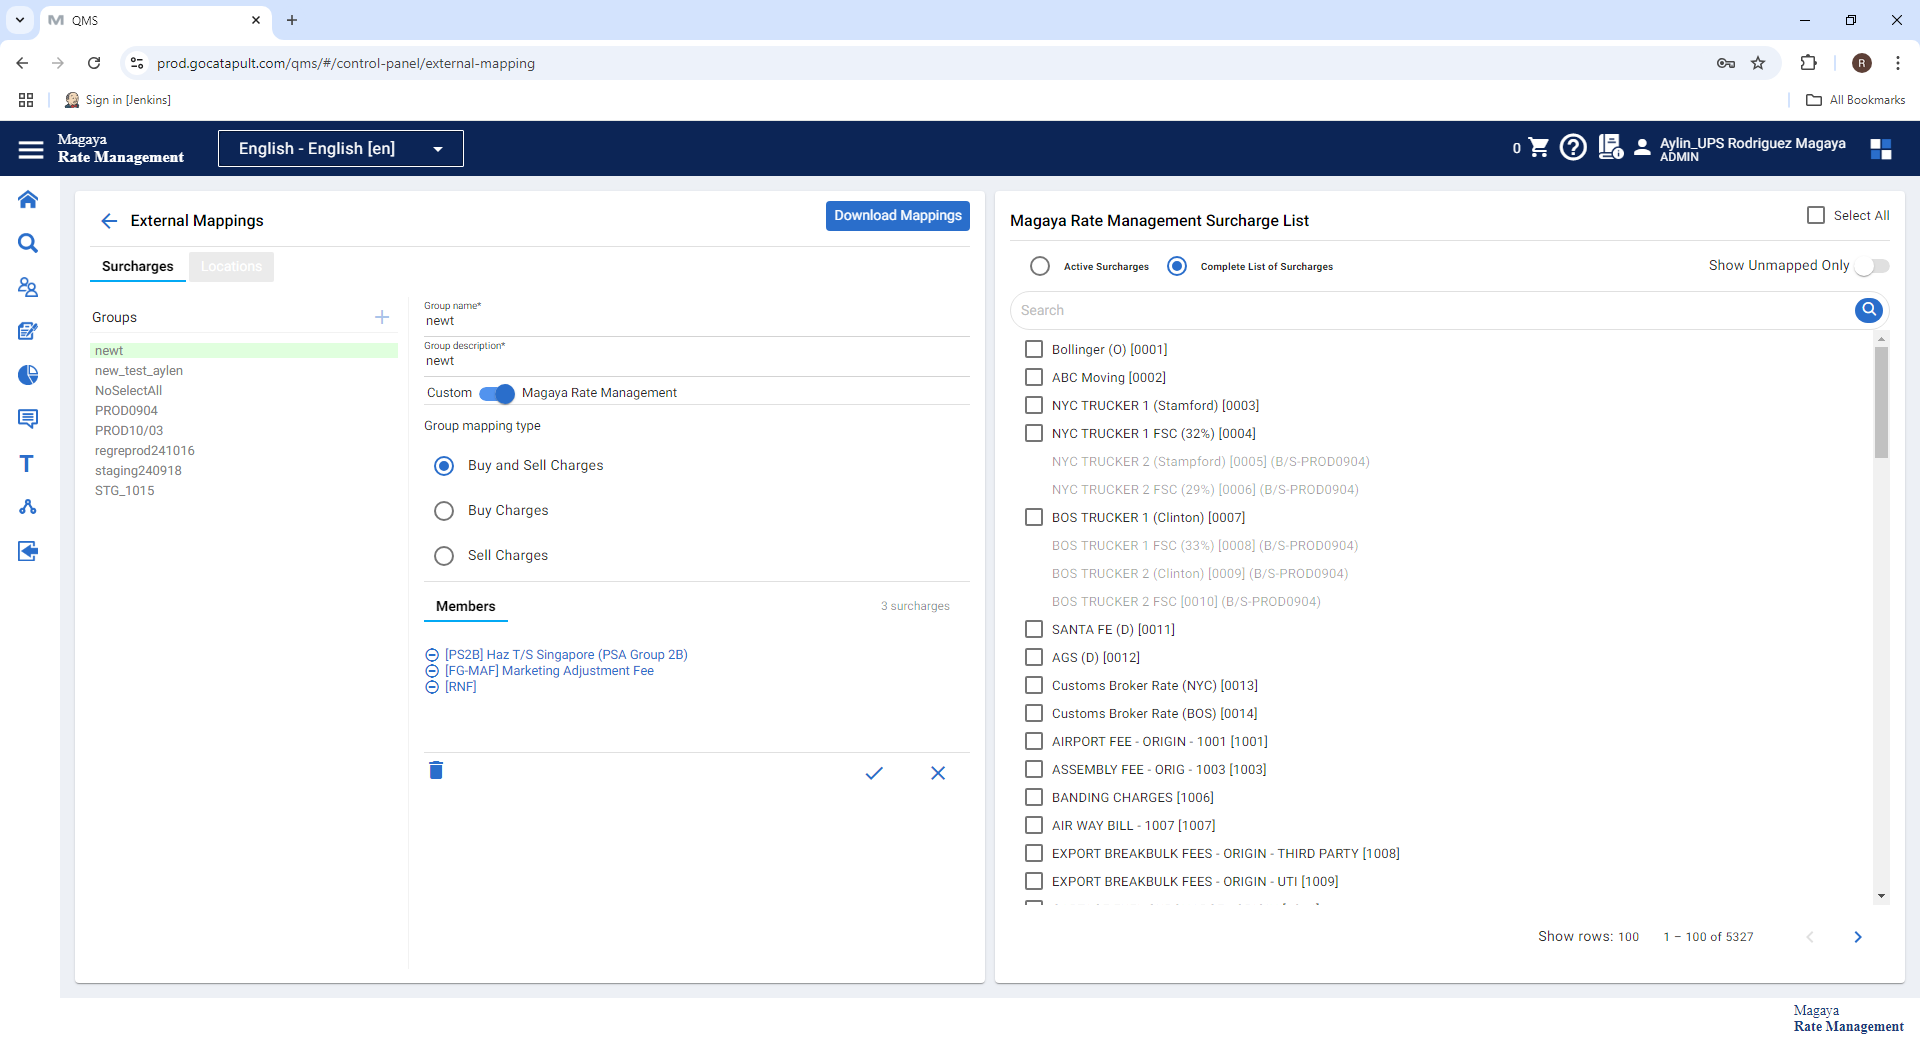 QMS
prod.gocatapult.com/qms/#/control-panel/external-mapping
R
Sign in [Jenkins]
All Bookmarks
Magaya
Rate Management
English - English [en]
0
Aylin_UPS Rodriguez Magaya
ADMIN
External Mappings
Download Mappings
Surcharges
Locations
Groups
newt
new_test_aylen
NoSelectAll
PROD0904
PROD10/03
regreprod241016
staging240918
STG_1015
Group name*
newt
Group description*
newt
Custom
Magaya Rate Management
Group mapping type
Buy and Sell Charges
Buy Charges
Sell Charges
Members
3 surcharges
[PS2B] Haz T/S Singapore (PSA Group 2B)
[FG-MAF] Marketing Adjustment Fee
[RNF]
Magaya Rate Management Surcharge List
Select All
Active Surcharges
Complete List of Surcharges
Show Unmapped Only
Search
Bollinger (O) [0001]
ABC Moving [0002]
NYC TRUCKER 1 (Stamford) [0003]
NYC TRUCKER 1 FSC (32%) [0004]
NYC TRUCKER 2 (Stampford) [0005] (B/S-PROD0904)
NYC TRUCKER 2 FSC (29%) [0006] (B/S-PROD0904)
BOS TRUCKER 1 (Clinton) [0007]
BOS TRUCKER 1 FSC (33%) [0008] (B/S-PROD0904)
BOS TRUCKER 2 (Clinton) [0009] (B/S-PROD0904)
BOS TRUCKER 2 FSC [0010] (B/S-PROD0904)
SANTA FE (D) [0011]
AGS (D) [0012]
Customs Broker Rate (NYC) [0013]
Customs Broker Rate (BOS) [0014]
AIRPORT FEE - ORIGIN - 1001 [1001]
ASSEMBLY FEE - ORIG - 1003 [1003]
BANDING CHARGES [1006]
AIR WAY BILL - 1007 [1007]
EXPORT BREAKBULK FEES - ORIGIN - THIRD PARTY [1008]
EXPORT BREAKBULK FEES - ORIGIN - UTI [1009]
Show rows: 100
1 – 100 of 5327
Magaya
Rate Management